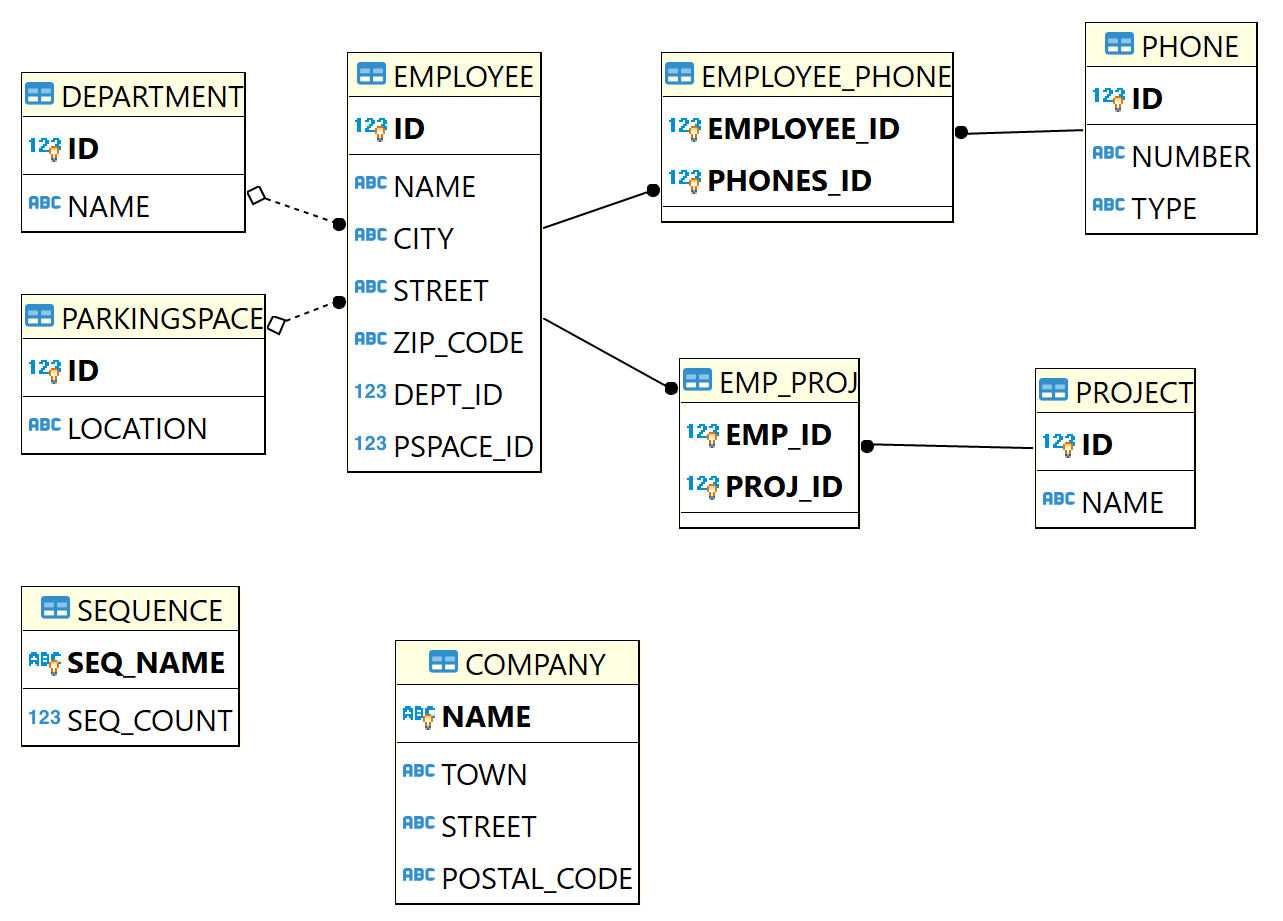 DEPARTMENT
123 ID
ABC NAME
PARKINGSPACE
123 ID
ABC LOCATION
EMPLOYEE
123 ID
ABC NAME
ABC CITY
ABC STREET
ABC ZIP_CODE
123 DEPT_ID
123 PSPACE_ID
EMPLOYEE_PHONE
123 EMPLOYEE_ID
123 PHONES_ID
PHONE
123 ID
ABC NUMBER
ABC TYPE
EMP_PROJ
123 EMP_ID
123 PROJ_ID
PROJECT
123 ID
ABC NAME
SEQUENCE
ABC SEQ_NAME
123 SEQ_COUNT
COMPANY
ABC NAME
ABC TOWN
ABC STREET
ABC POSTAL_CODE